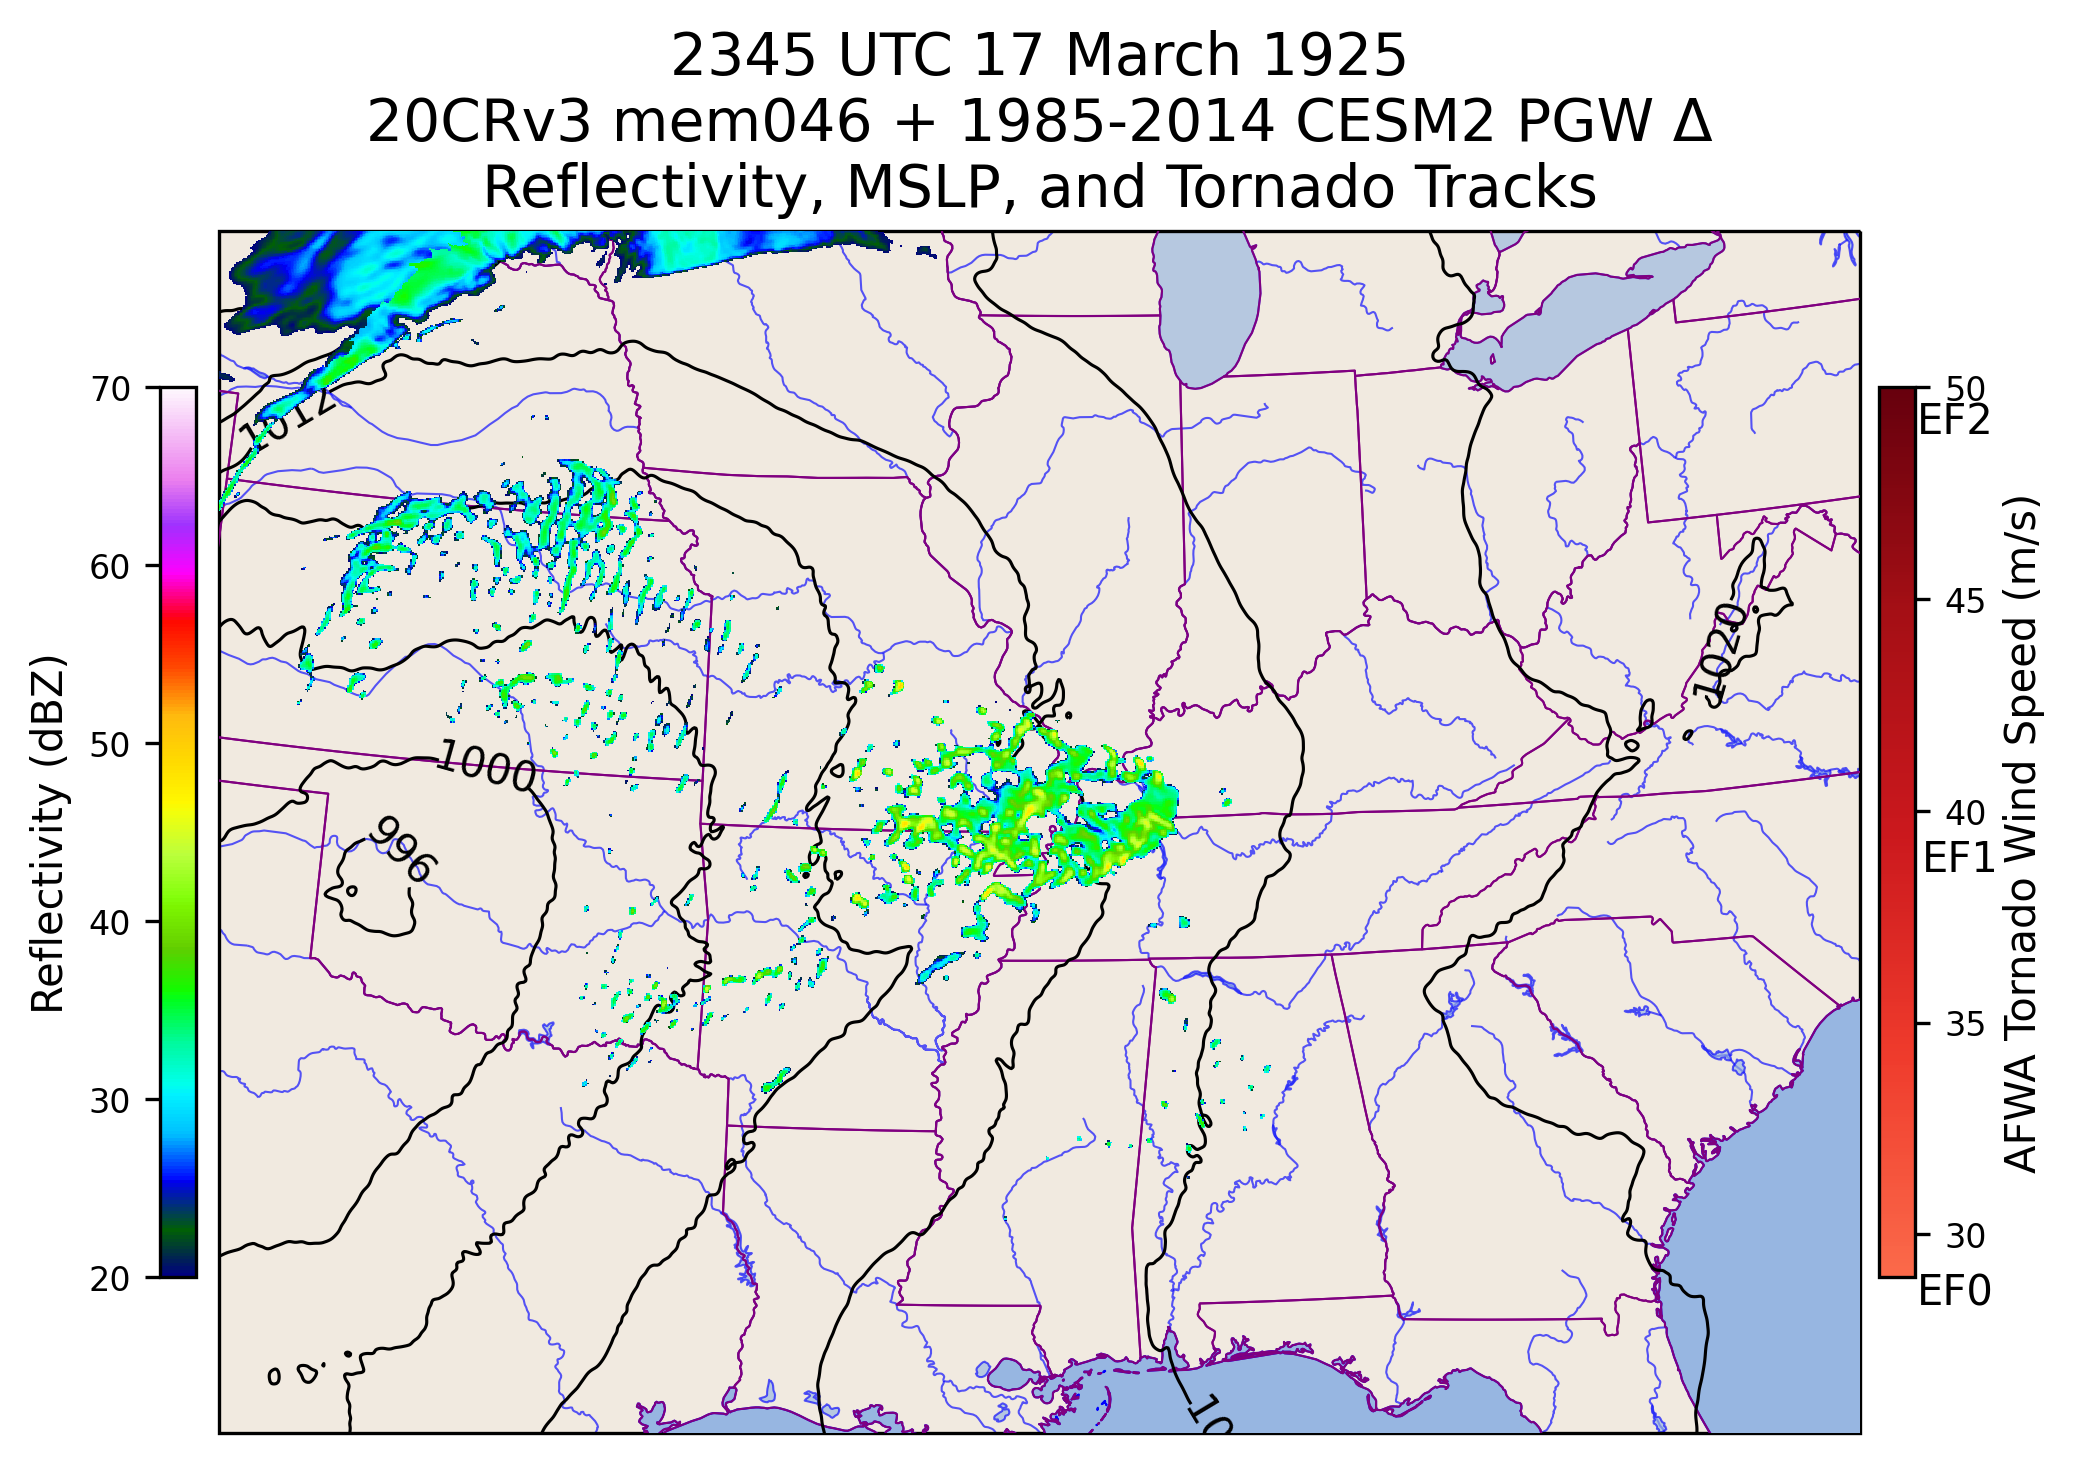 2345 UTC 17 March 1925
20CRv3 mem046 + 1985-2014 CESM2 PGW Δ
Reflectivity, MSLP, and Tornado Tracks
70
60
50
40
30
20
Reflectivity (dBZ)
1012
1000
996
1020
50
EF2
45
40
EF1
35
30
EF0
AFWA Tornado Wind Speed (m/s)